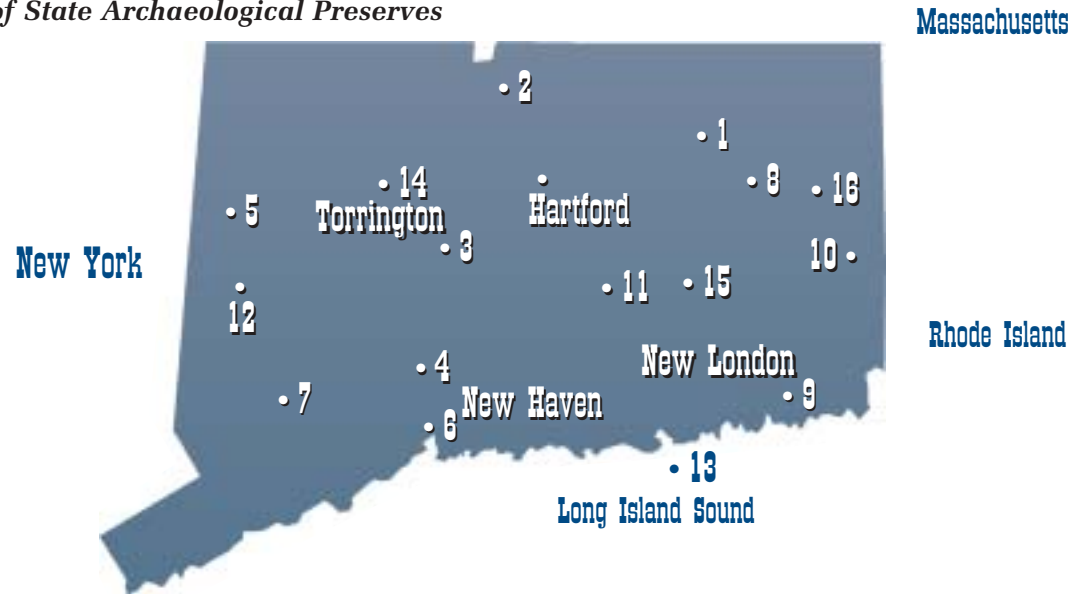 of State Archaeological Preserves
Massachusetts
2
1
14
8
16
5
Torrington
Hartford
3
New York
10
11
15
12
Rhode Island
New London
4
7
9
New Haven
6
13
Long Island Sound